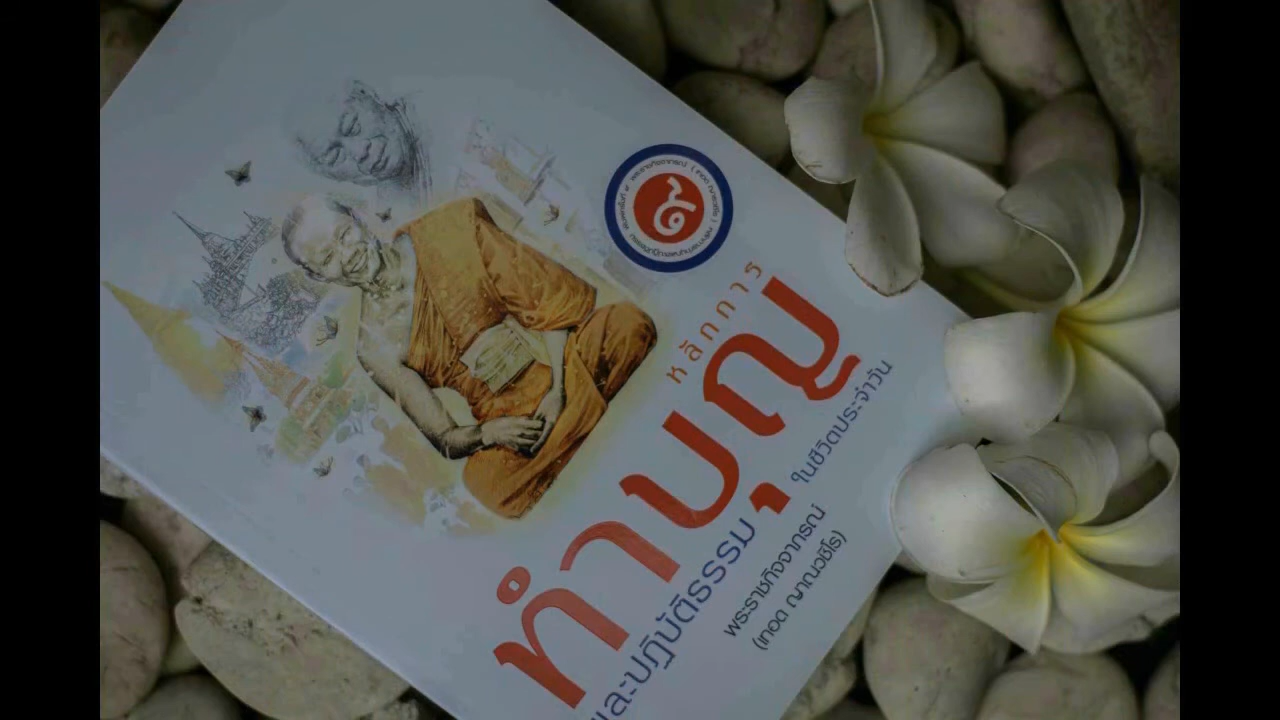 ๙
หลักการ
ทำบุญ
และปฏิบัติธรรม
ในชีวิตประจำวัน
พระราชกิจจาภรณ์
(เทอด ญาณวชิโร)